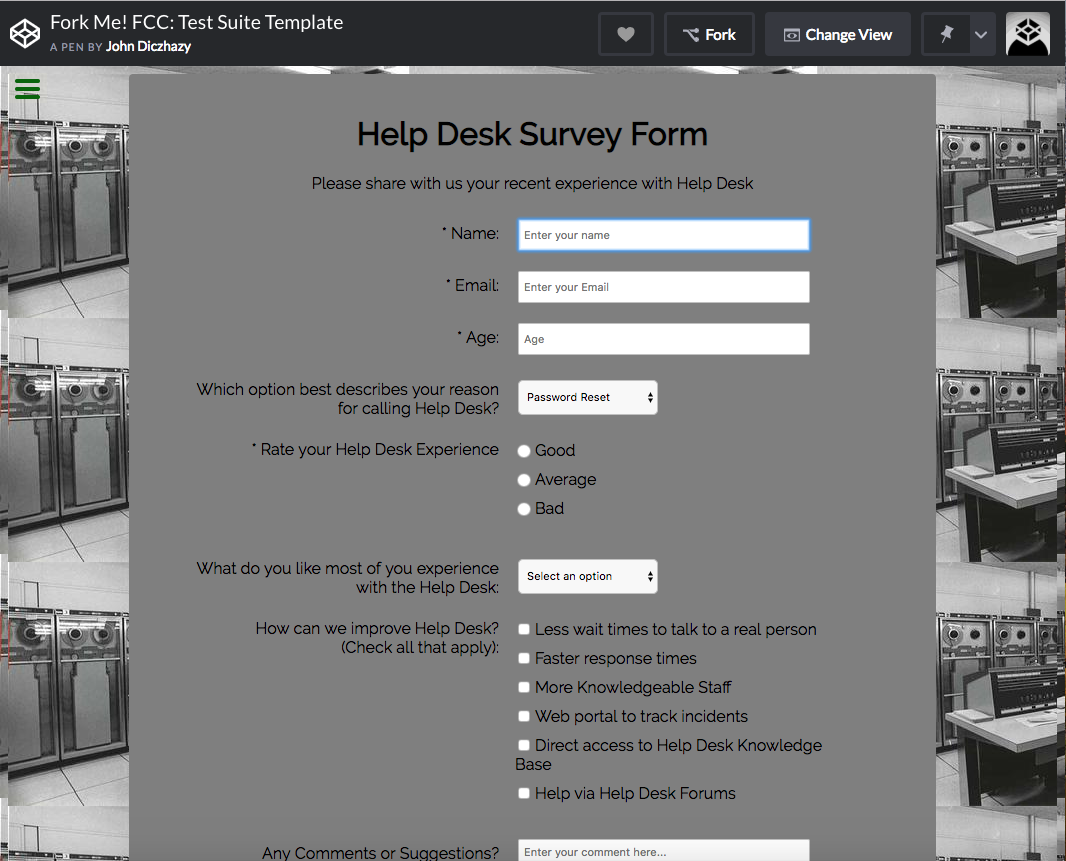 Fork Me! FCC: Test Suite Template
A PEN BY John Diczhazy
Fork
Change View
Help Desk Survey Form
Please share with us your recent experience with Help Desk
* Name:
Enter your name
* Email:
Enter your Email
* Age:
Age
Which option best describes your reason
for calling Help Desk?
Password Reset
* Rate your Help Desk Experience
Good
Average
Bad
What do you like most of you experience
with the Help Desk:
Select an option
How can we improve Help Desk?
(Check all that apply):
Less wait times to talk to a real person
Faster response times
More Knowledgeable Staff
Web portal to track incidents
Direct access to Help Desk Knowledge
Base
Help via Help Desk Forums
Any Comments or Suggestions?
Enter your comment here...